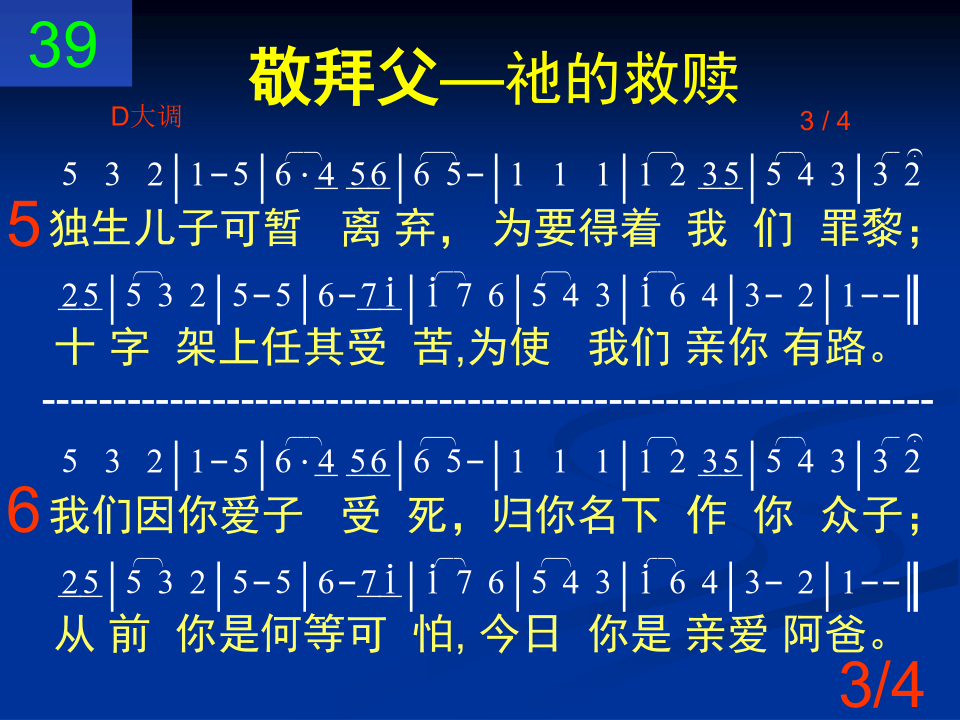 39
敬拜父—祂的救赎
D大调
3 / 4
5 3 2|1-5|6·4 56|6 5-|1 1 1|1 2 35|5 4 3|3 2
5
独生儿子可暂 离 弃， 为要得着 我 们 罪黎；
25|5 3 2|5-5|6-7i|i 7 6|5 4 3|i 6 4|3- 2|1--‖
十 字 架上任其受 苦,为使 我们 亲你 有路。
---------------------------------------------------------------
5 3 2|1-5|6·4 56|6 5-|1 1 1|1 2 35|5 4 3|3 2
6
我们因你爱子 受 死，归你名下 作 你 众子；
25|5 3 2|5-5|6-7i|i 7 6|5 4 3|i 6 4|3- 2|1--‖
从 前 你是何等可 怕, 今日 你是 亲爱 阿爸。
3/4